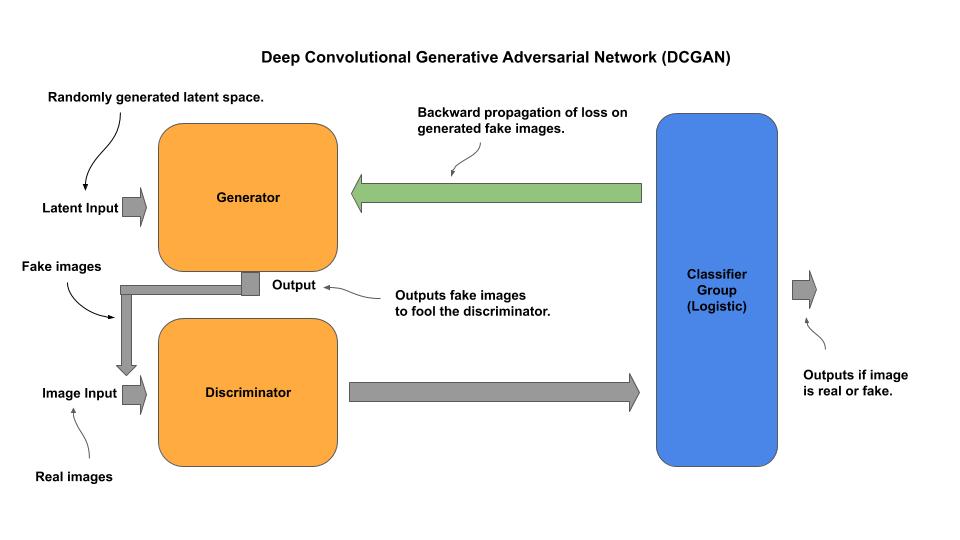 Deep Convolutional Generative Adversarial Network (DCGAN)
Randomly generated latent space.
Backward propagation of loss on
generated fake images.
Generator
Latent Input
Fake images
Output
Outputs fake images
to fool the discriminator.
Classifier
Group
(Logistic)
Image Input
Discriminator
Outputs if image
is real or fake.
Real images